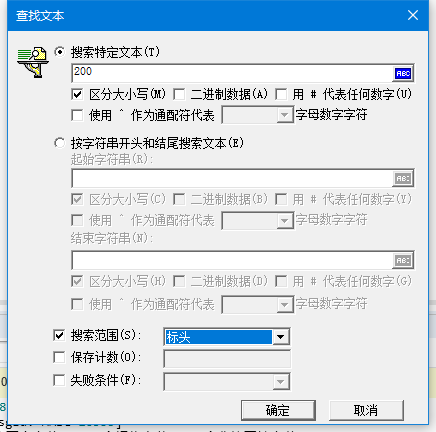 查找文本
搜索特定文本(T)
200
ABC
区分大小写(M) 二进制数据(A) 用 # 代表任何数字(U)
使用 ^ 作为通配符代表 字母数字字符
按字符串开头和结尾搜索文本(E)
起始字符串(R):
ABC
区分大小写(C) 二进制数据(B) 用 # 代表任何数字(Y)
使用 ^ 作为通配符代表 字母数字字符
结束字符串(N):
ABC
区分大小写(H) 二进制数据(D) 用 # 代表任何数字(G)
使用 ^ 作为通配符代表 字母数字字符
搜索范围(S): 标头
保存计数(O):
失败条件(F):
确定 取消